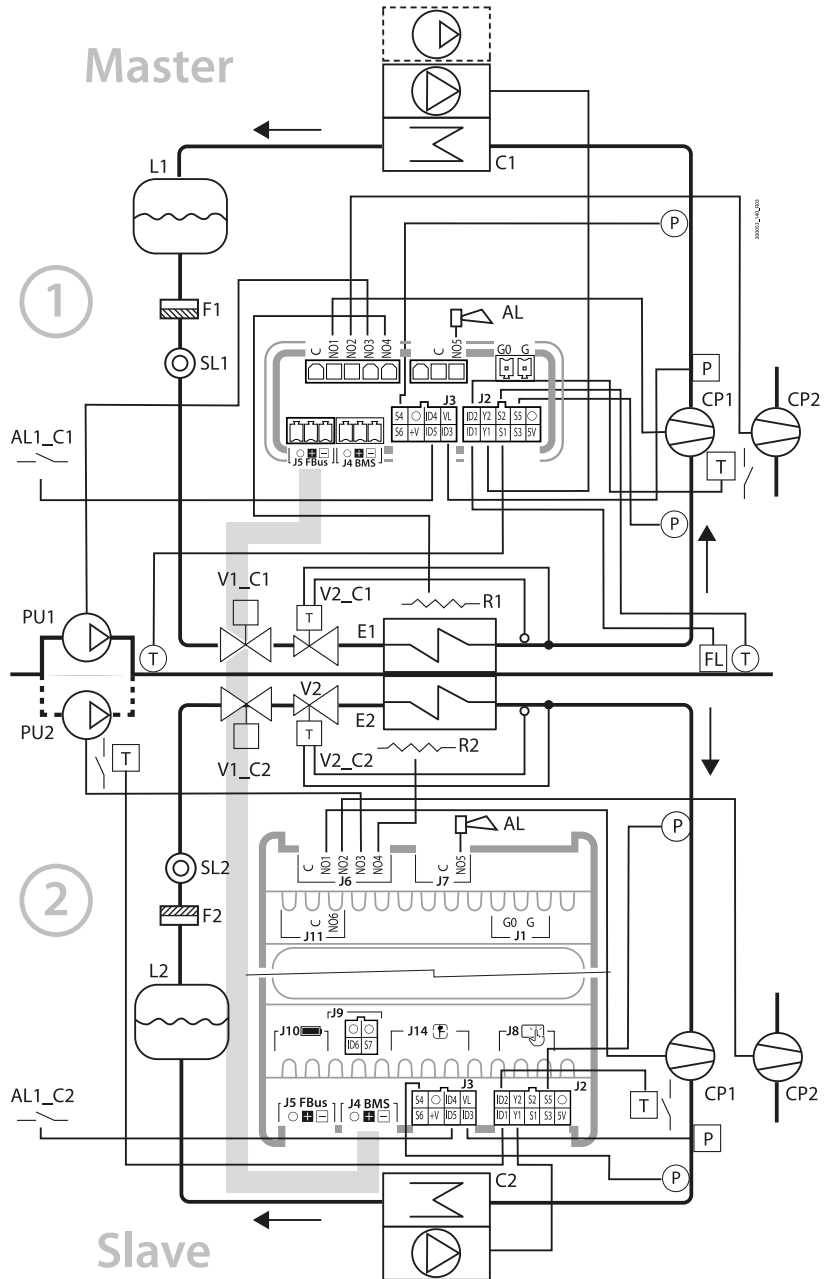 Master
C1
L1
P
300053_140_R03
1
F1
AL
C
NO1
NO2
NO3
NO4
C
NO5
G0 G
SL1
P
CP1
CP2
J3
J2
S4 ID4 VL
ID2 Y2 S2 S5
S6 +V ID5 ID3
ID1 Y1 S1 S3 5V
AL1_C1
T
J5 FBus
J4 BMS
P
V1_C1
V2_C1
T
R1
PU1
E1
T
FL
T
V2
E2
PU2
T
T
R2
V1_C2
V2_C2
AL
P
C
NO1
NO2
NO3
NO4
C
NO5
J6
J7
SL2
2
F2
C
NO6
J11
G0 G
J1
L2
J9
J10
ID6 S7
J14
J8
CP1
CP2
AL1_C2
J3
J2
J5 FBus
J4 BMS
S4 ID4 VL
ID2 Y2 S2 S5
S6 +V ID5 ID3
ID1 Y1 S1 S3 5V
T
P
C2
P
Slave